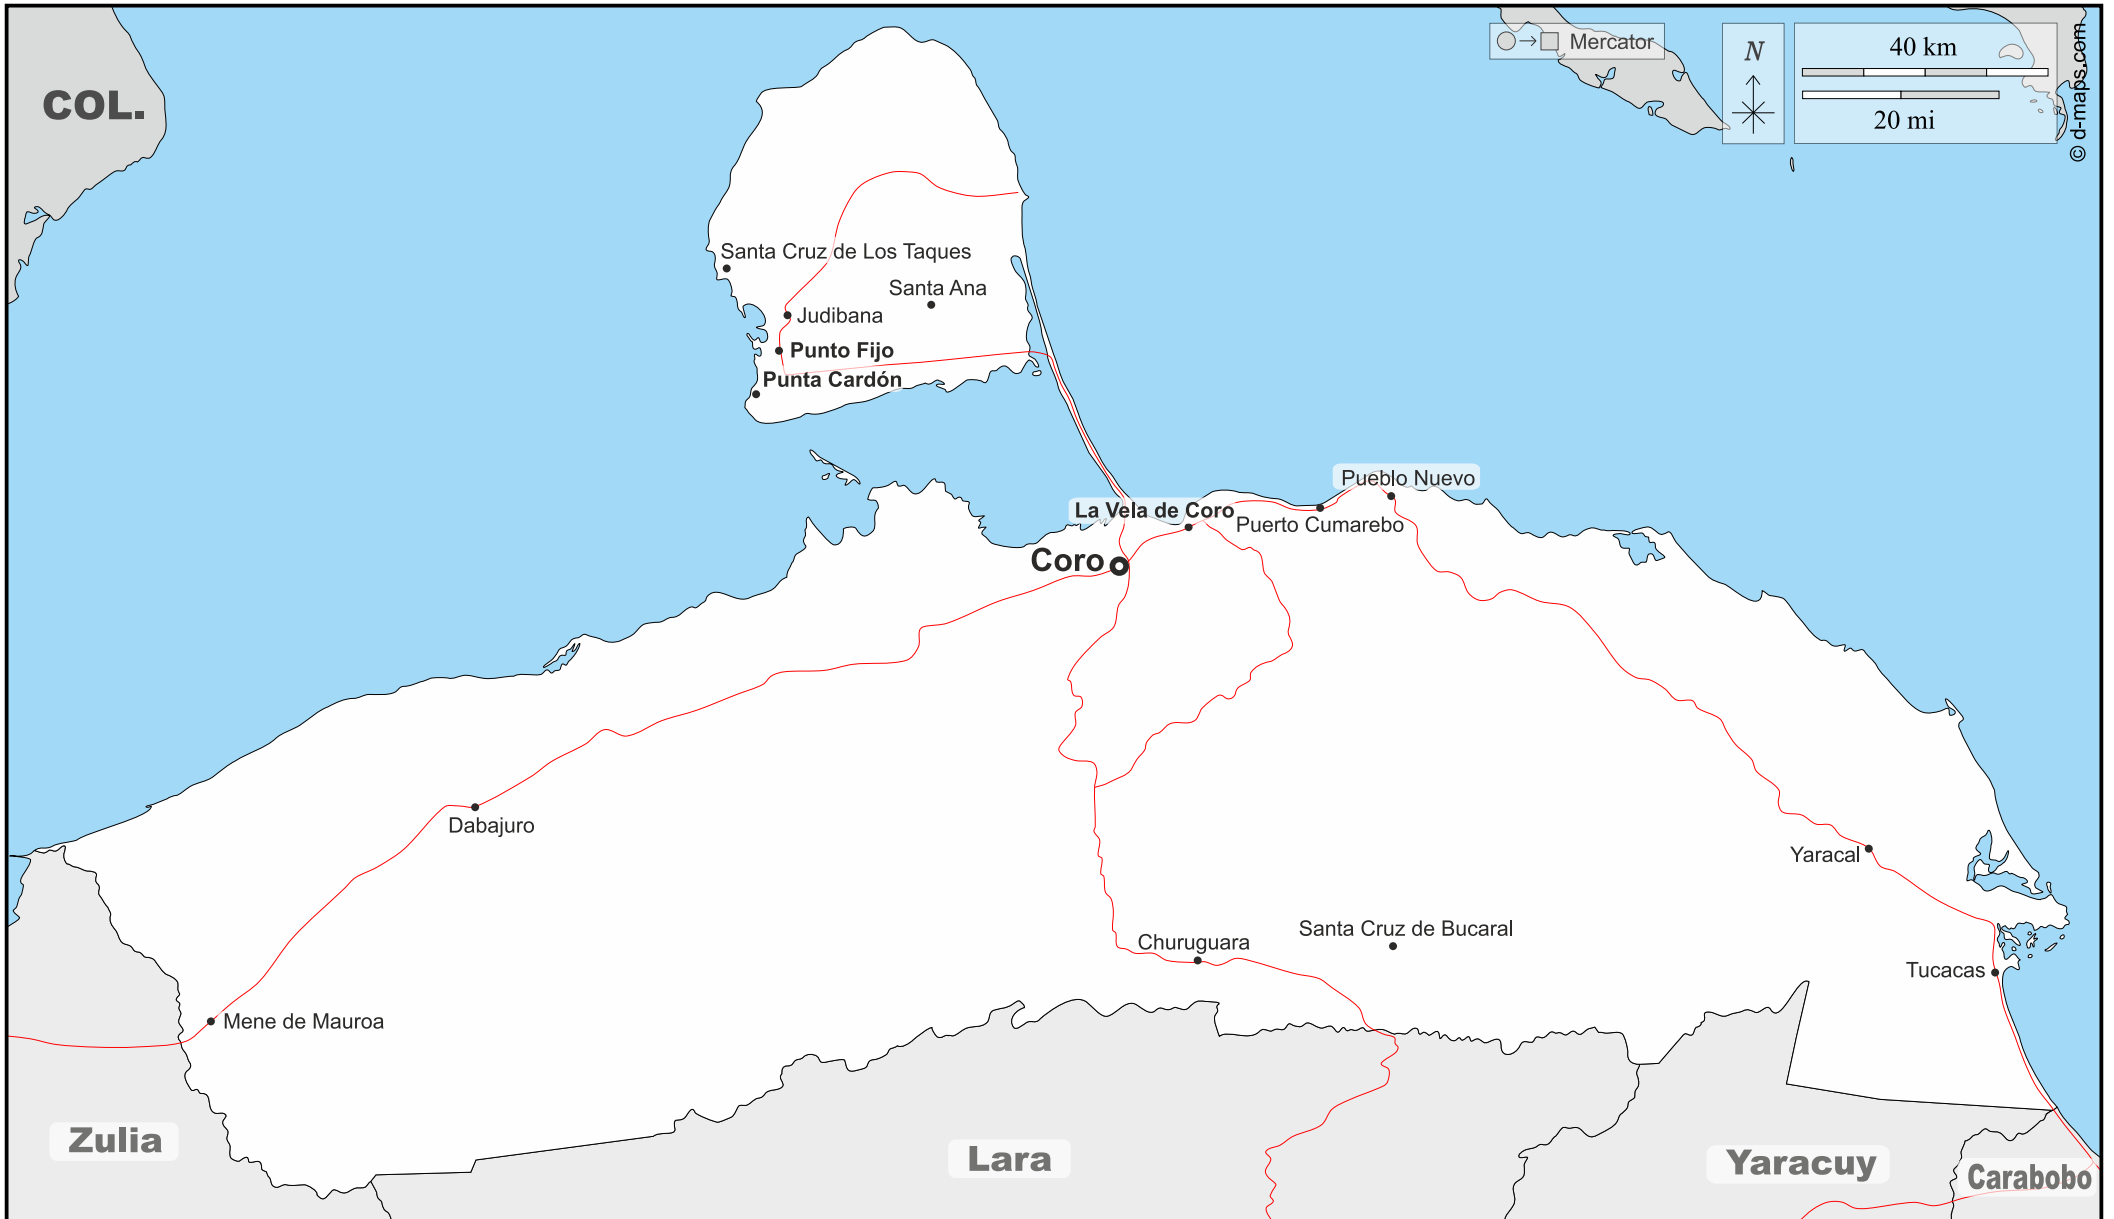 Mercator
N
40 km
20 mi
© d-maps.com
COL.
Santa Cruz de Los Taques
Santa Ana
Judibana
Punto Fijo
Punta Cardón
Pueblo Nuevo
La Vela de Coro
Puerto Cumarebo
Coro
Dabajuro
Yaracal
Santa Cruz de Bucaral
Churuguara
Tucacas
Mene de Mauroa
Zulia
Lara
Yaracuy
Carabobo